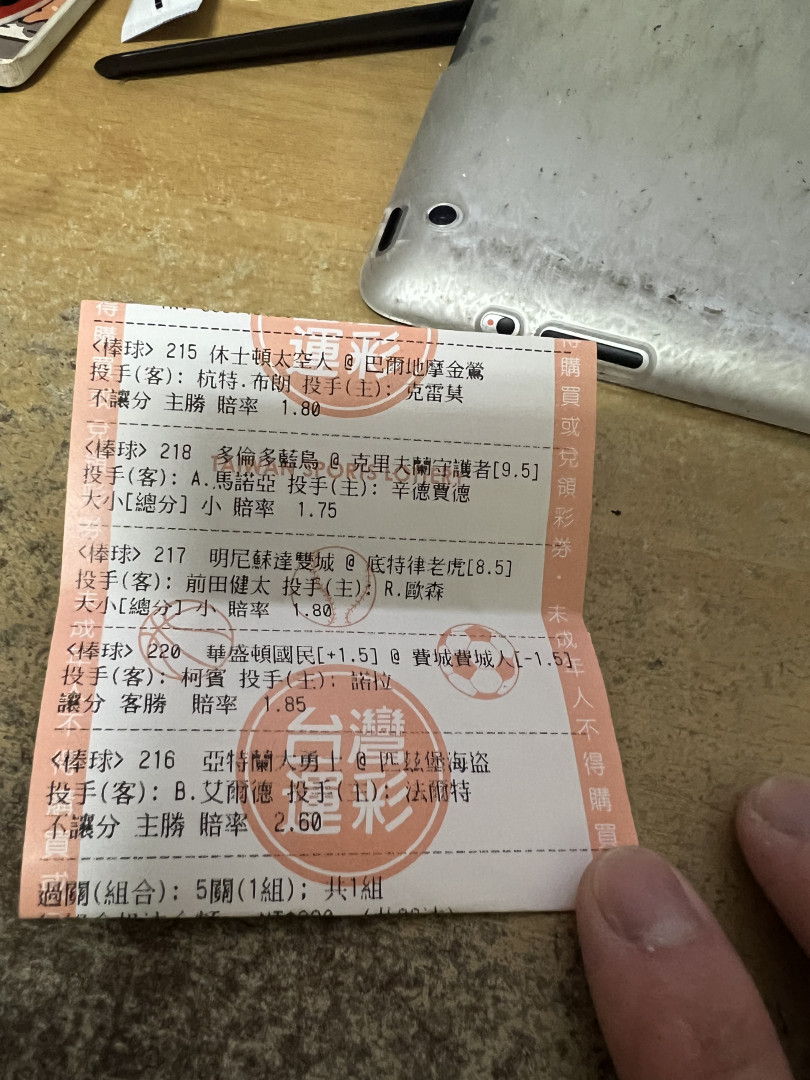 運彩
<棒球> 215 休士頓太空人 @ 巴爾地摩金鶯
投手(客): 杭特.布朗 投手(主): 克雷莫
不讓分 主勝 賠率 1.80
<棒球> 218 多倫多藍鳥 @ 克里夫蘭守護者[9.5]
TAIWAN SPORTS LOTTERY
投手(客): A.馬諾亞 投手(主): 辛德賈德
大小[總分] 小 賠率 1.75
<棒球> 217 明尼蘇達雙城 @ 底特律老虎[8.5]
投手(客): 前田健太 投手(主): R.歐森
大小[總分] 小 賠率 1.80
<棒球> 220 華盛頓國民[+1.5] @ 費城費城人[-1.5]
投手(客): 柯賓 投手(主): 諾拉
讓分 客勝 賠率 1.85
台灣
運彩
<棒球> 216 亞特蘭大勇士 @ 匹茲堡海盜
投手(客): B.艾爾德 投手(主): 法爾特
不讓分 主勝 賠率 2.60
過關(組合): 5關(1組); 共1組
得購買或兌領彩券．未成年人不得購買